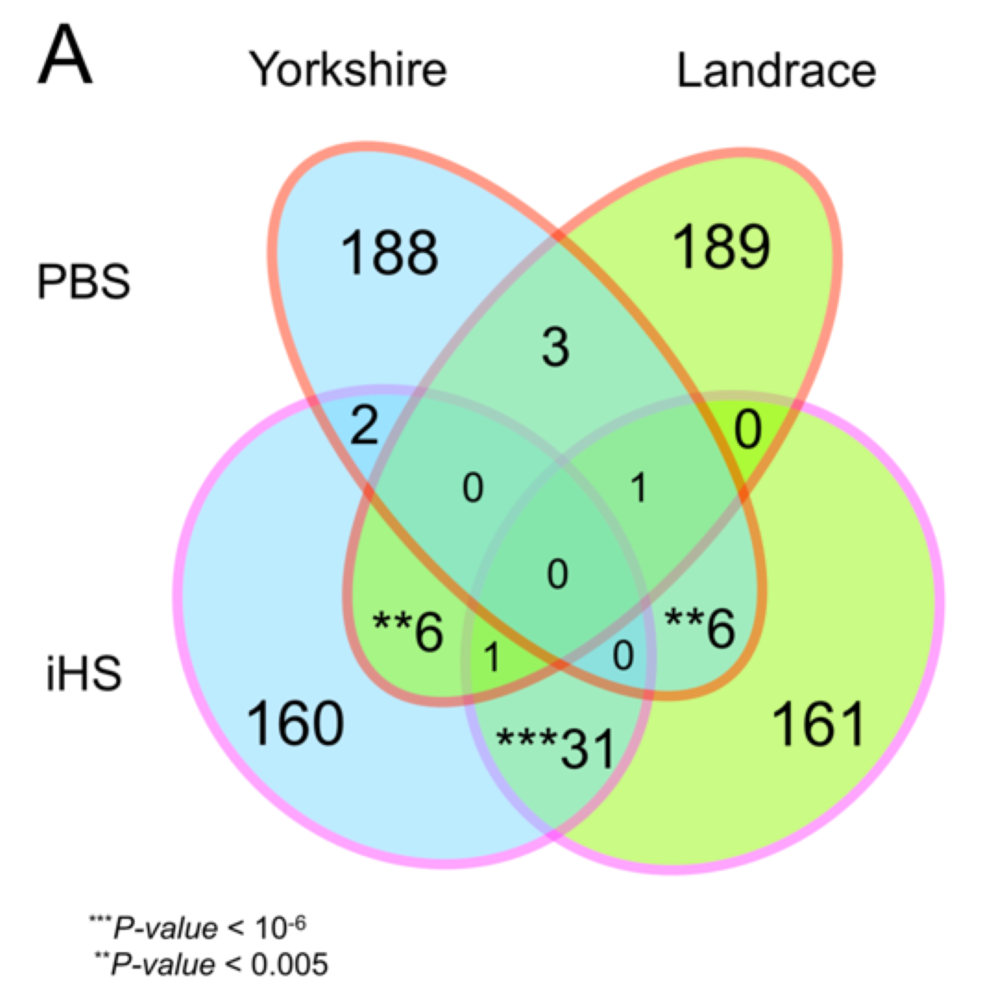 A
Yorkshire Landrace
PBS
188 189
3
2 0
0 1
0
**6 **6
1 0
iHS
160 ***31 161
***P-value < 10-6
**P-value < 0.005